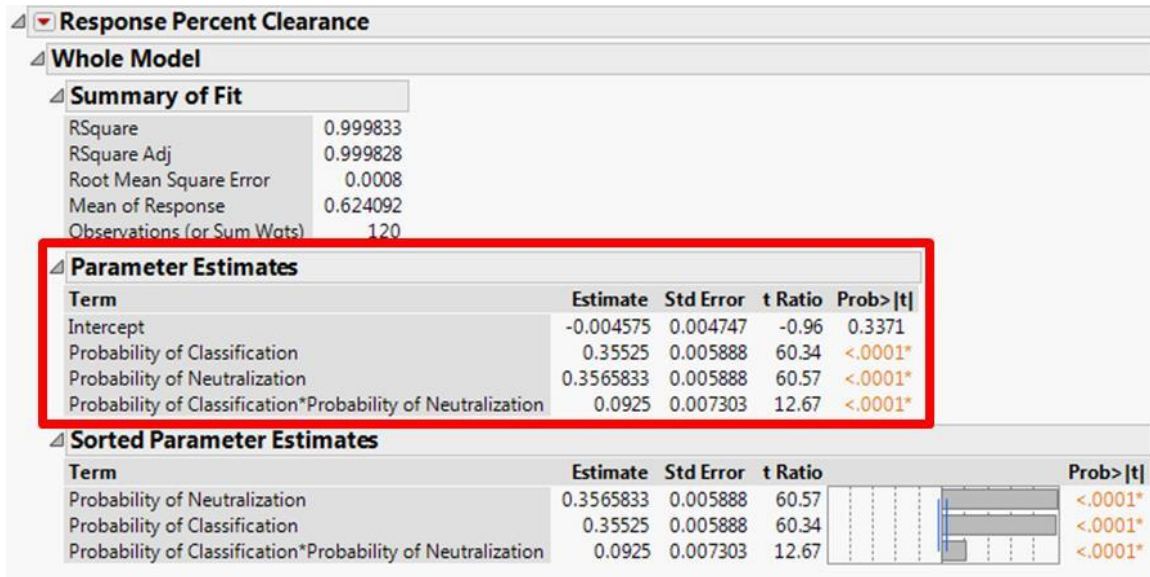 Response Percent Clearance
Whole Model
Summary of Fit
RSquare 0.999833
RSquare Adj 0.999828
Root Mean Square Error 0.0008
Mean of Response 0.624092
Observations (or Sum Wgts) 120
Parameter Estimates
Term Estimate Std Error t Ratio Prob>|t|
Intercept -0.004575 0.004747 -0.96 0.3371
Probability of Classification 0.35525 0.005888 60.34 <.0001*
Probability of Neutralization 0.3565833 0.005888 60.57 <.0001*
Probability of Classification*Probability of Neutralization 0.0925 0.007303 12.67 <.0001*
Sorted Parameter Estimates
Term Estimate Std Error t Ratio Prob>|t|
Probability of Neutralization 0.3565833 0.005888 60.57 <.0001*
Probability of Classification 0.35525 0.005888 60.34 <.0001*
Probability of Classification*Probability of Neutralization 0.0925 0.007303 12.67 <.0001*